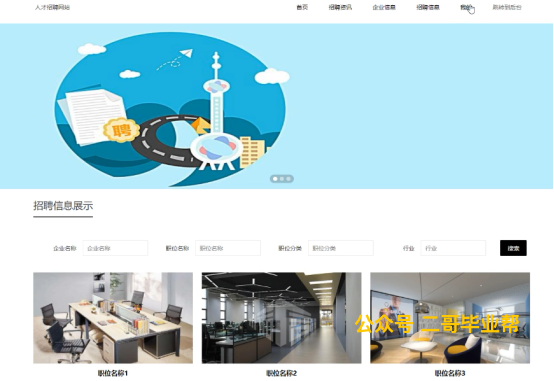 人才招聘网站 首页 招聘资讯 企业信息 招聘信息 我的 跳转到后台
聘
招聘信息展示
企业名称 企业名称 职位名称 职位名称 职位分类 职位分类 行业 行业 搜索
公众号 二哥毕业帮
职位名称1 职位名称2 职位名称3